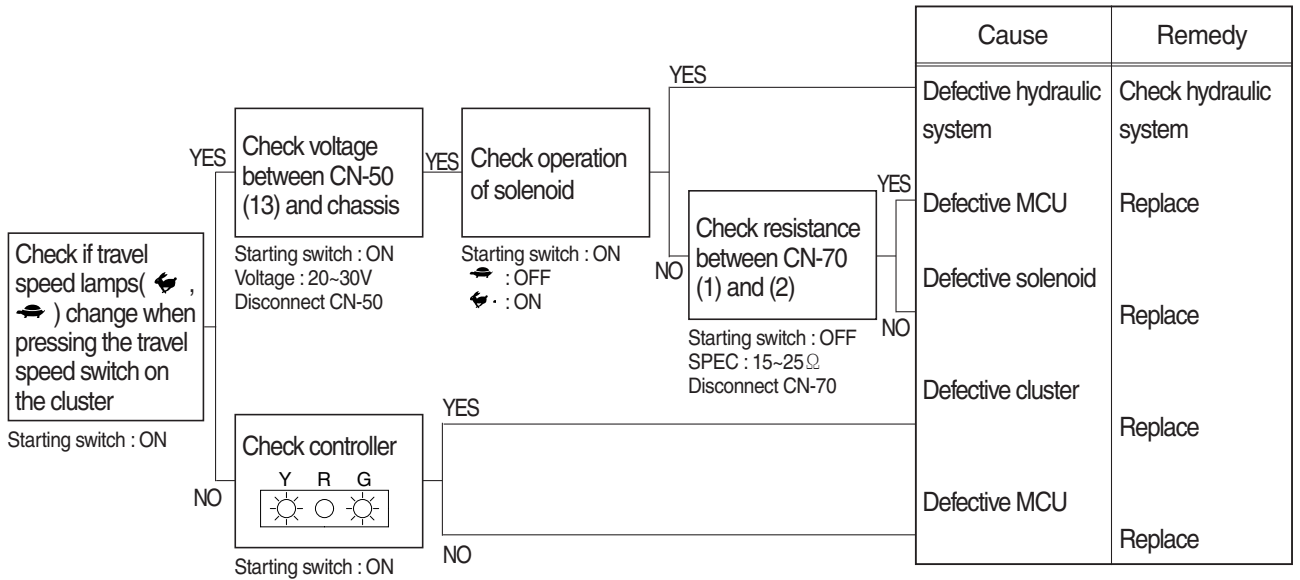 Check if travel
speed lamps( ,
) change when
pressing the travel
speed switch on
the cluster
Starting switch : ON
YES
NO
Check voltage
between CN-50
(13) and chassis
Starting switch : ON
Voltage : 20~30V
Disconnect CN-50
YES
Check operation
of solenoid
Starting switch : ON
: OFF
: ON
YES
NO
Check resistance
between CN-70
(1) and (2)
Starting switch : OFF
SPEC : 15~25Ω
Disconnect CN-70
YES
NO
Check controller
Y R G
Starting switch : ON
YES
NO
Cause Remedy
Defective hydraulic Check hydraulic
system system
Defective MCU Replace
Defective solenoid
Replace
Defective cluster
Replace
Defective MCU
Replace